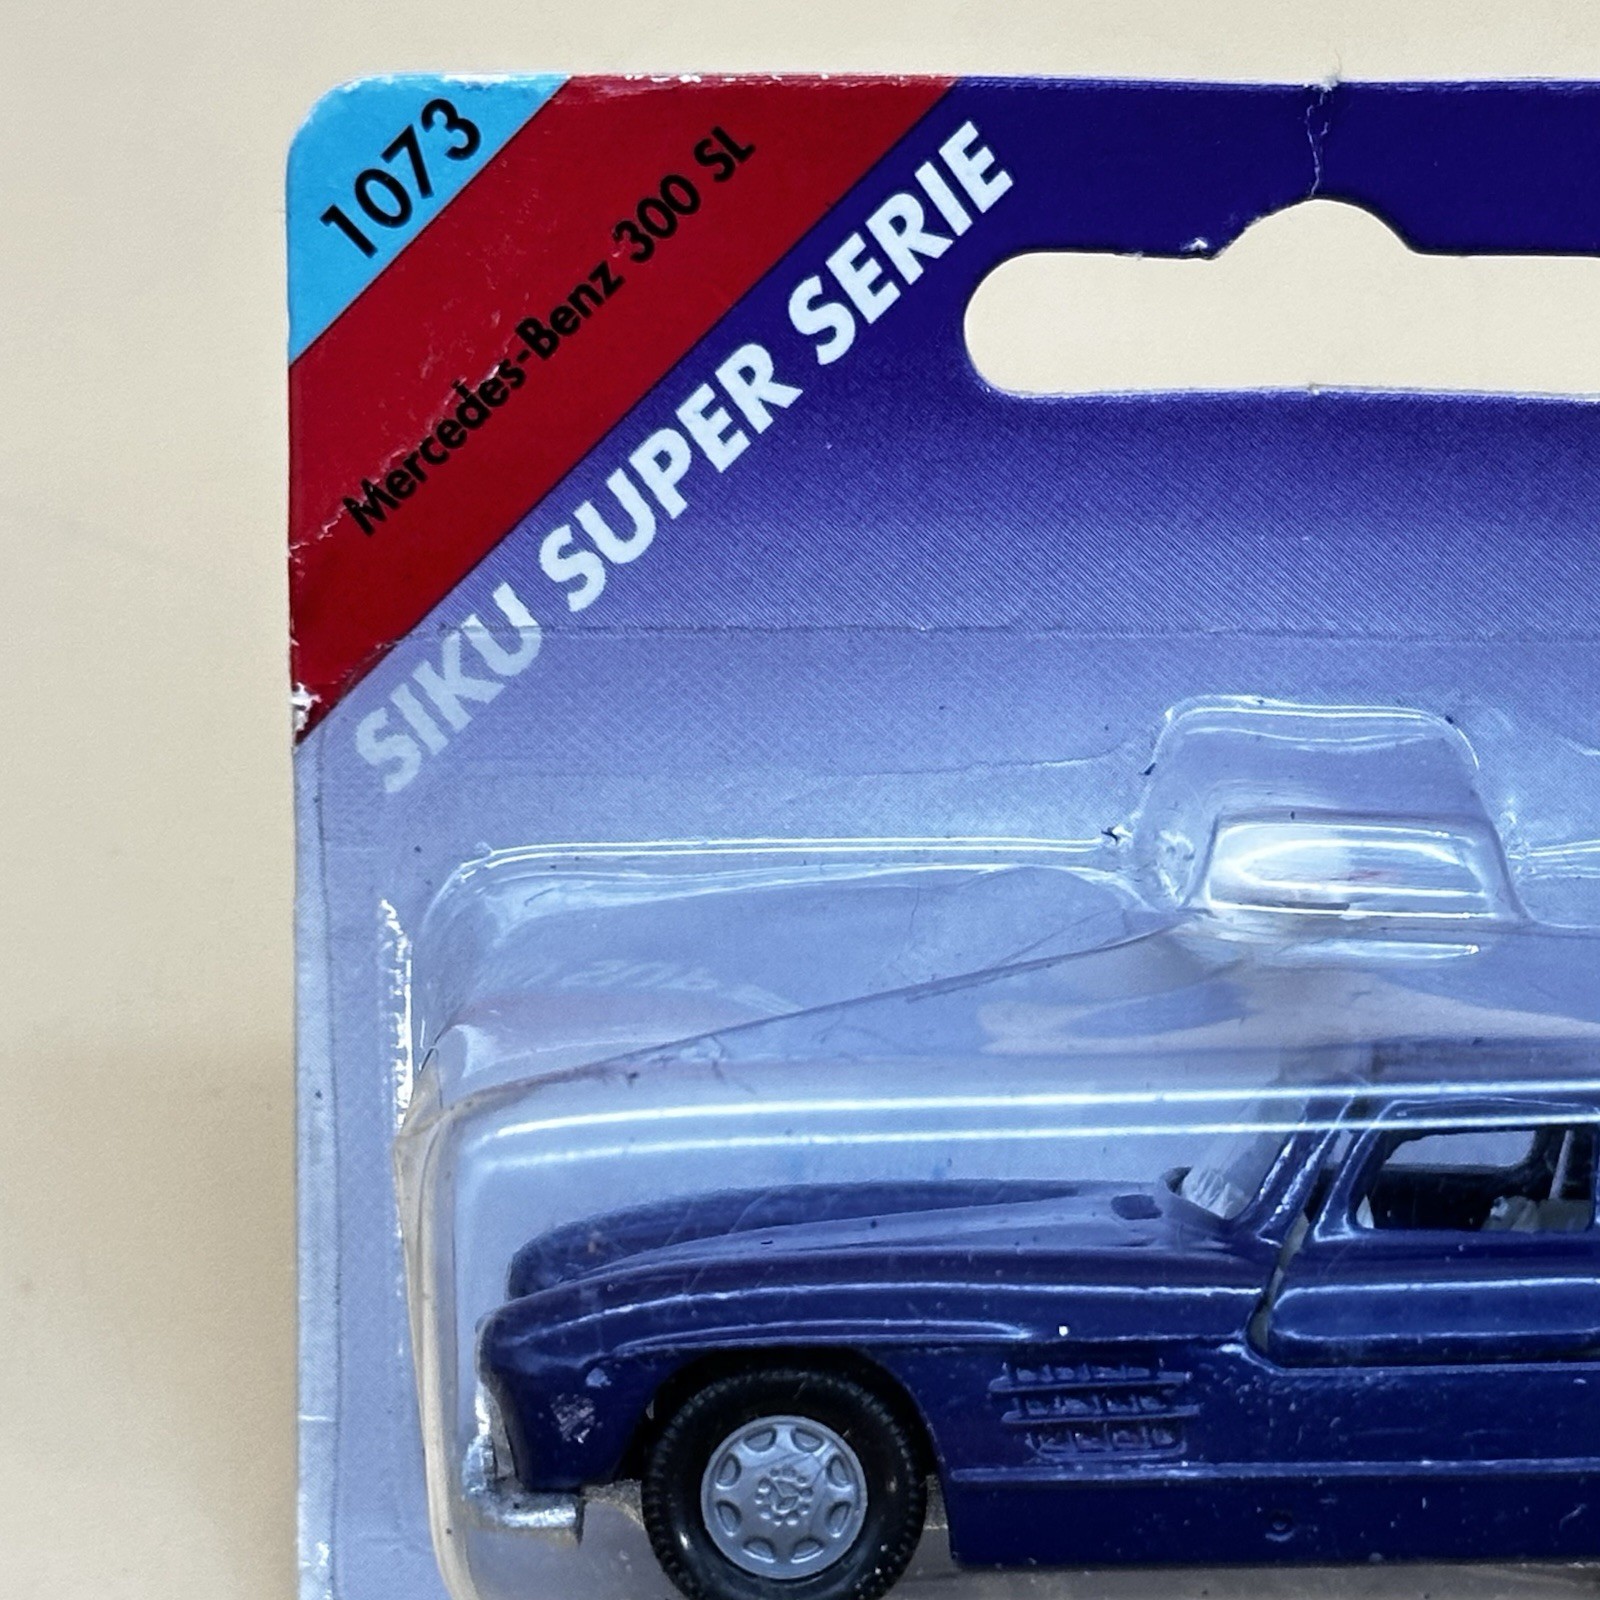 1073
Mercedes-Benz 300 SL
SIKU SUPER SERIE